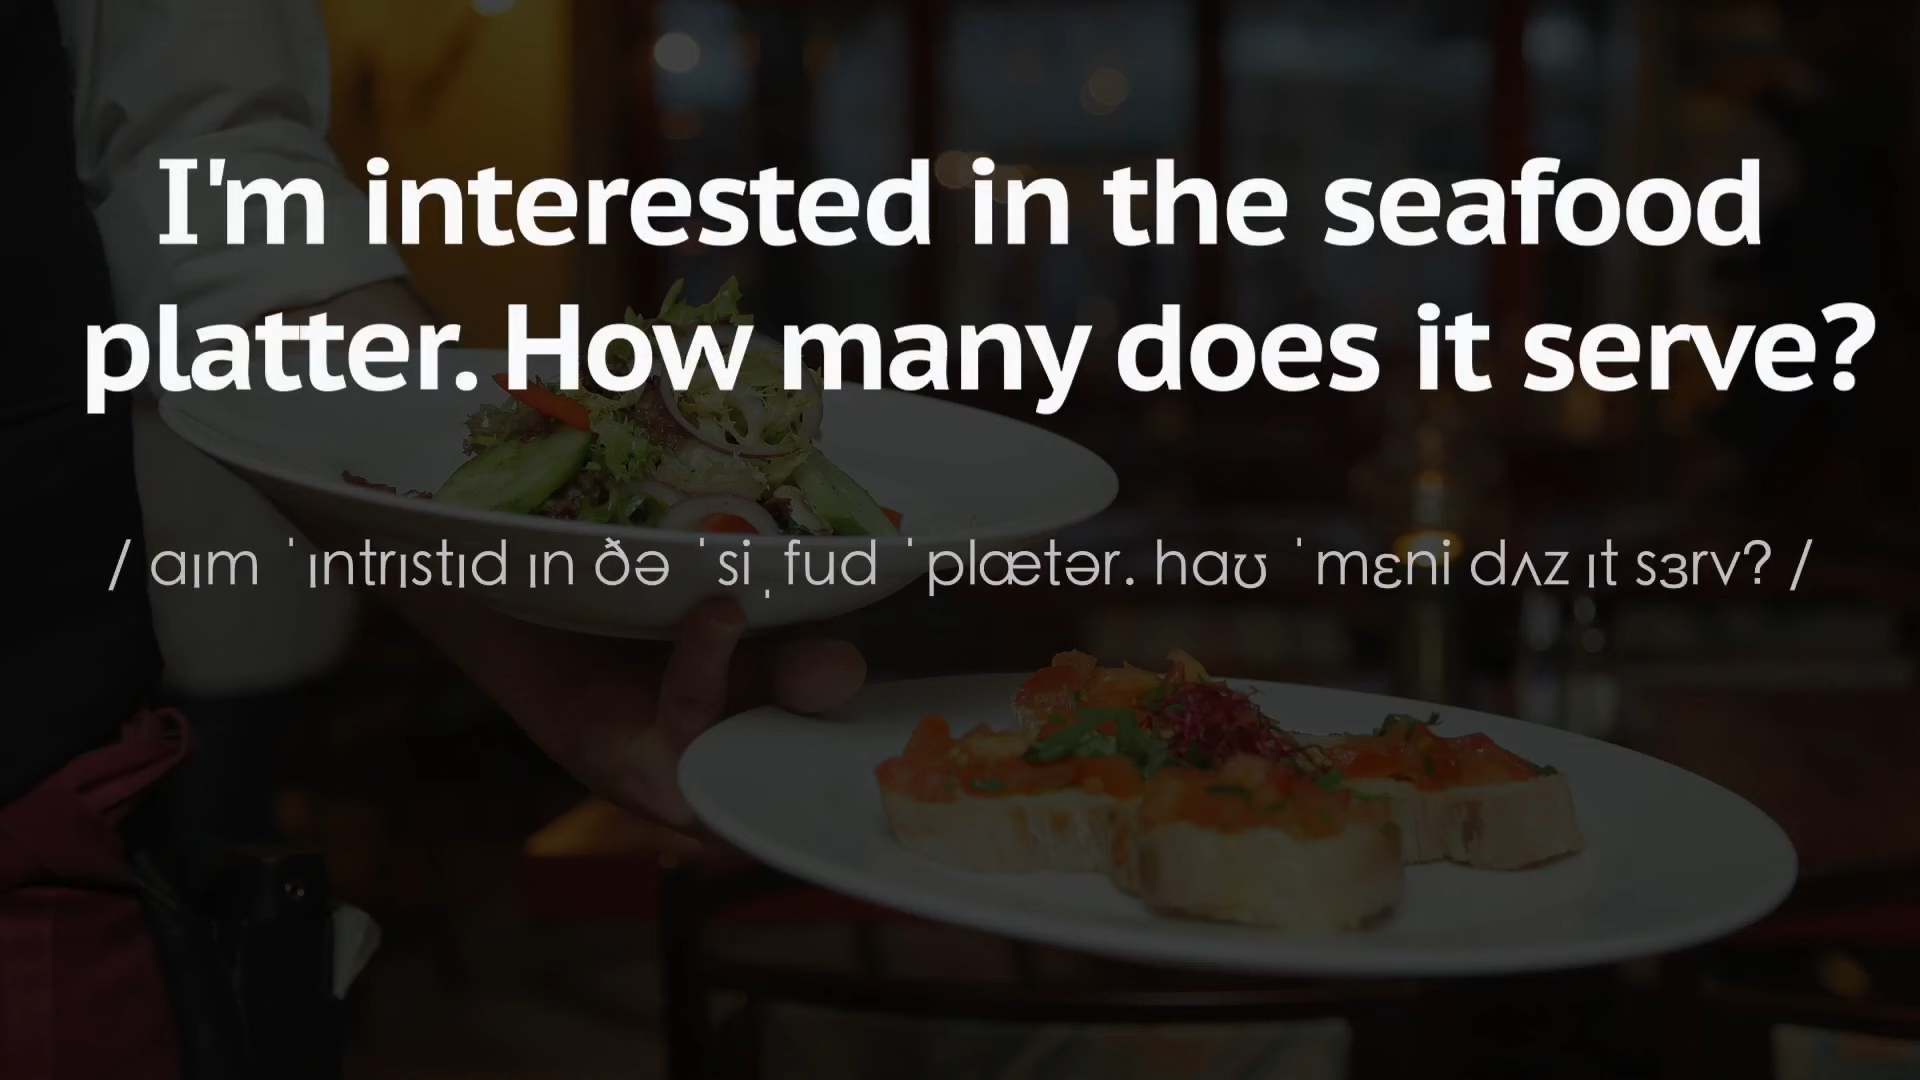 I'm interested in the seafood
platter. How many does it serve?
/ aɪm ˈɪntrɪstɪd ɪn ðə ˈsiˌfud ˈplætər. haʊ ˈmɛni dʌz ɪt sɜrv? /